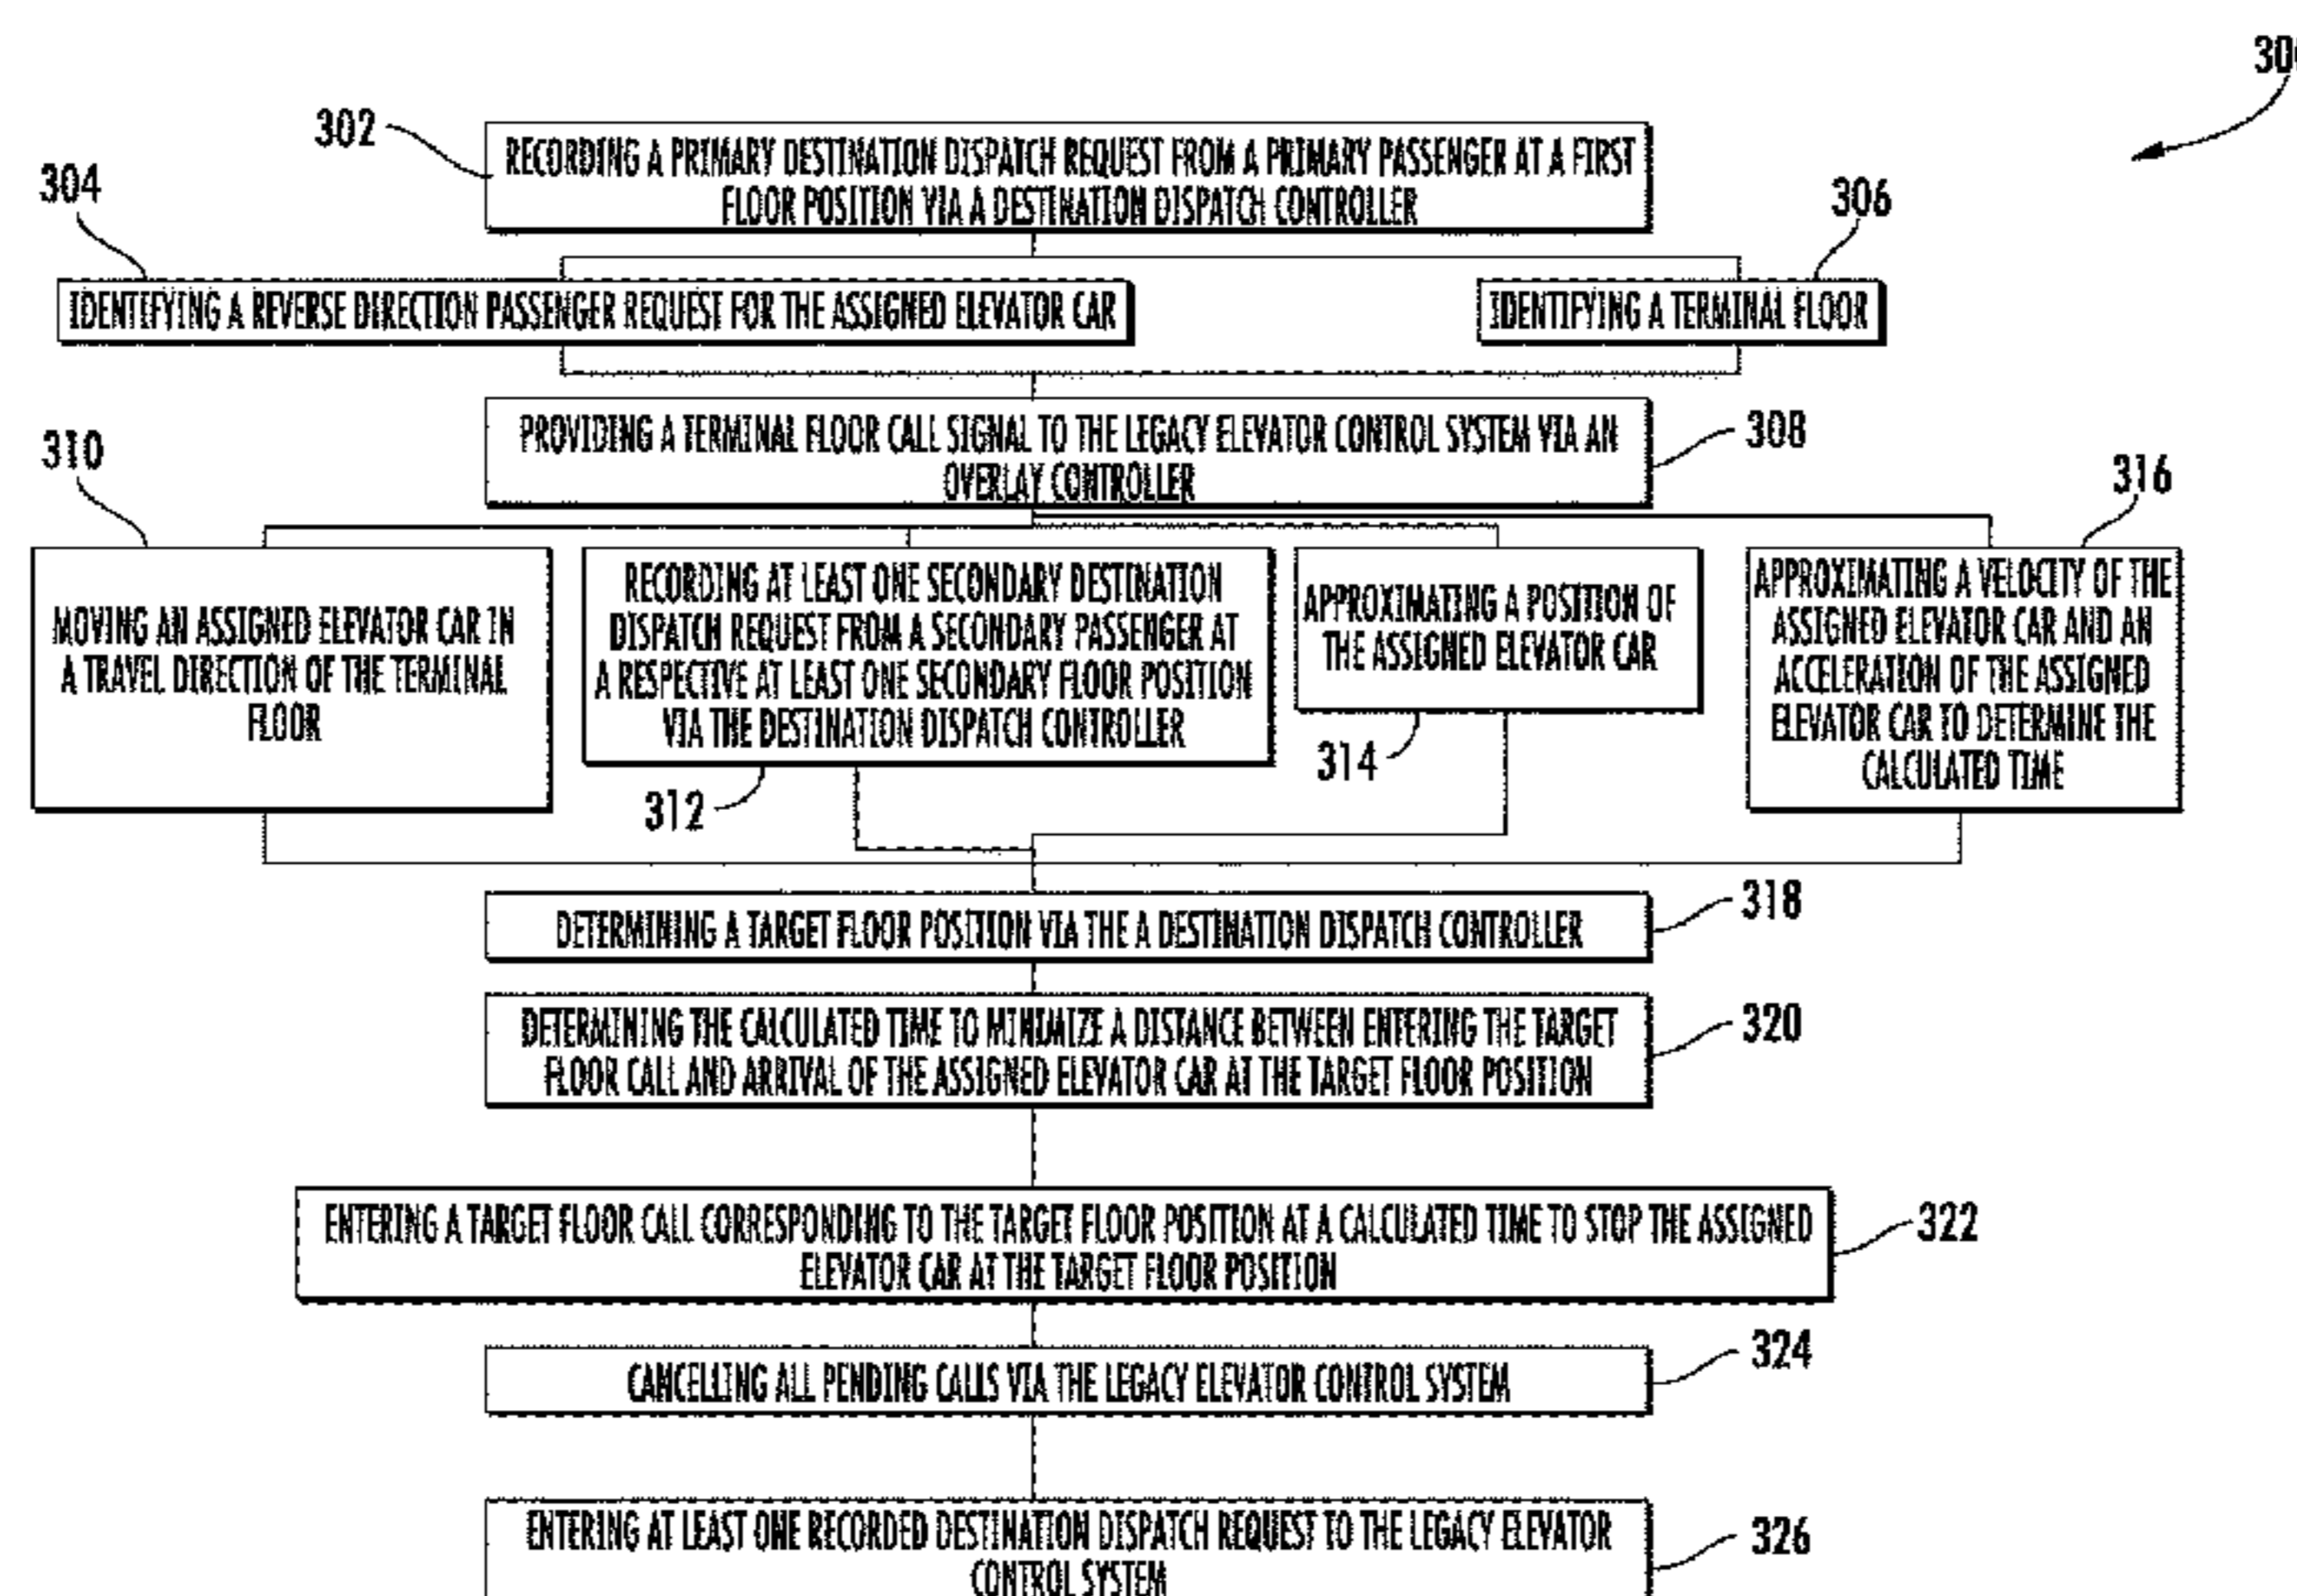 30
302
RECORDING A PRIMARY DESTINATION DISPATCH REQUEST FROM A PRIMARY PASSENGER AT A FIRST
FLOOR POSITION VIA A DESTINATION DISPATCH CONTROLLER
304
306
IDENTIFYING A REVERSE DIRECTION PASSENGER REQUEST FOR THE ASSIGNED ELEVATOR CAR
IDENTIFYING A TERMINAL FLOOR
PROVIDING A TERMINAL FLOOR CALL SIGNAL TO THE LEGACY ELEVATOR CONTROL SYSTEM VIA AN
OVERLAY CONTROLLER
308
310
316
MOVING AN ASSIGNED ELEVATOR CAR IN
A TRAVEL DIRECTION OF THE TERMINAL
FLOOR
RECORDING AT LEAST ONE SECONDARY DESTINATION
DISPATCH REQUEST FROM A SECONDARY PASSENGER AT
A RESPECTIVE AT LEAST ONE SECONDARY FLOOR POSITION
VIA THE DESTINATION DISPATCH CONTROLLER
312
APPROXIMATING A POSITION OF
THE ASSIGNED ELEVATOR CAR
314
APPROXIMATING A VELOCITY OF THE
ASSIGNED ELEVATOR CAR AND AN
ACCELERATION OF THE ASSIGNED
ELEVATOR CAR TO DETERMINE THE
CALCULATED TIME
DETERMINING A TARGET FLOOR POSITION VIA THE A DESTINATION DISPATCH CONTROLLER
318
DETERMINING THE CALCULATED TIME TO MINIMIZE A DISTANCE BETWEEN ENTERING THE TARGET
FLOOR CALL AND ARRIVAL OF THE ASSIGNED ELEVATOR CAR AT THE TARGET FLOOR POSITION
320
ENTERING A TARGET FLOOR CALL CORRESPONDING TO THE TARGET FLOOR POSITION AT A CALCULATED TIME TO STOP THE ASSIGNED
ELEVATOR CAR AT THE TARGET FLOOR POSITION
322
CANCELLING ALL PENDING CALLS VIA THE LEGACY ELEVATOR CONTROL SYSTEM
324
ENTERING AT LEAST ONE RECORDED DESTINATION DISPATCH REQUEST TO THE LEGACY ELEVATOR
CONTROL SYSTEM
326